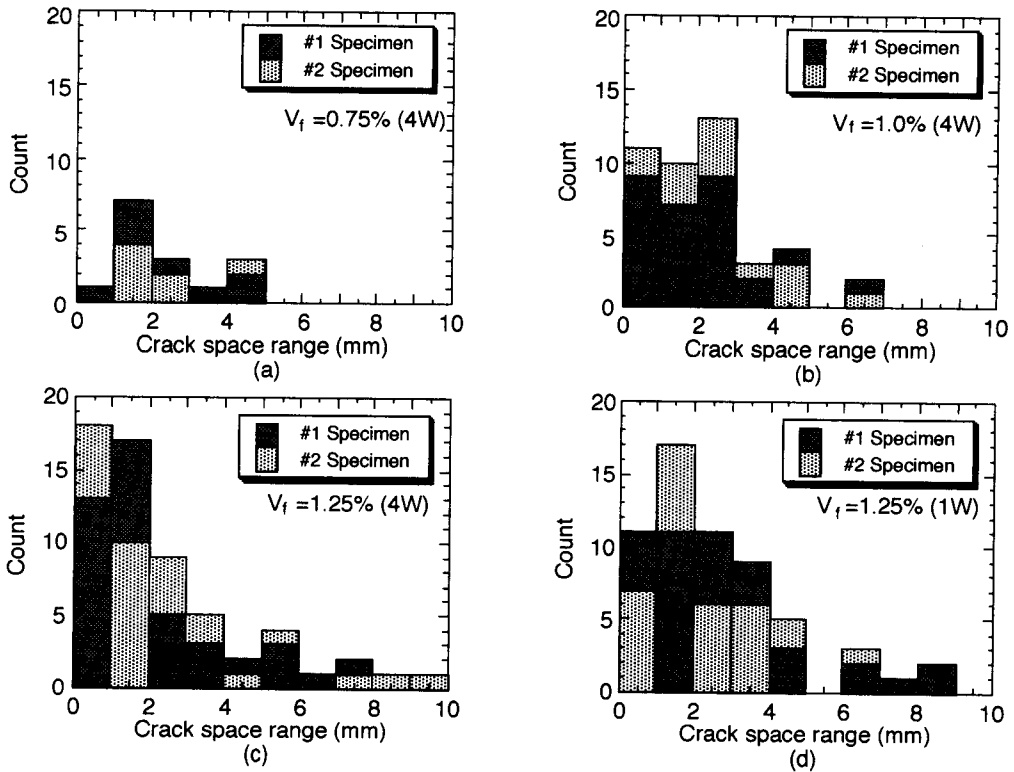 20
15
10
5
0
Count
#1 Specimen
#2 Specimen
V f =0.75% (4W)
0 2 4 6 8 10
Crack space range (mm)
(a)
20
15
10
5
0
Count
#1 Specimen
#2 Specimen
V f =1.0% (4W)
0 2 4 6 8 10
Crack space range (mm)
(b)
20
15
10
5
0
Count
#1 Specimen
#2 Specimen
V f =1.25% (4W)
0 2 4 6 8 10
Crack space range (mm)
(c)
20
15
10
5
0
Count
#1 Specimen
#2 Specimen
V f =1.25% (1W)
0 2 4 6 8 10
Crack space range (mm)
(d)